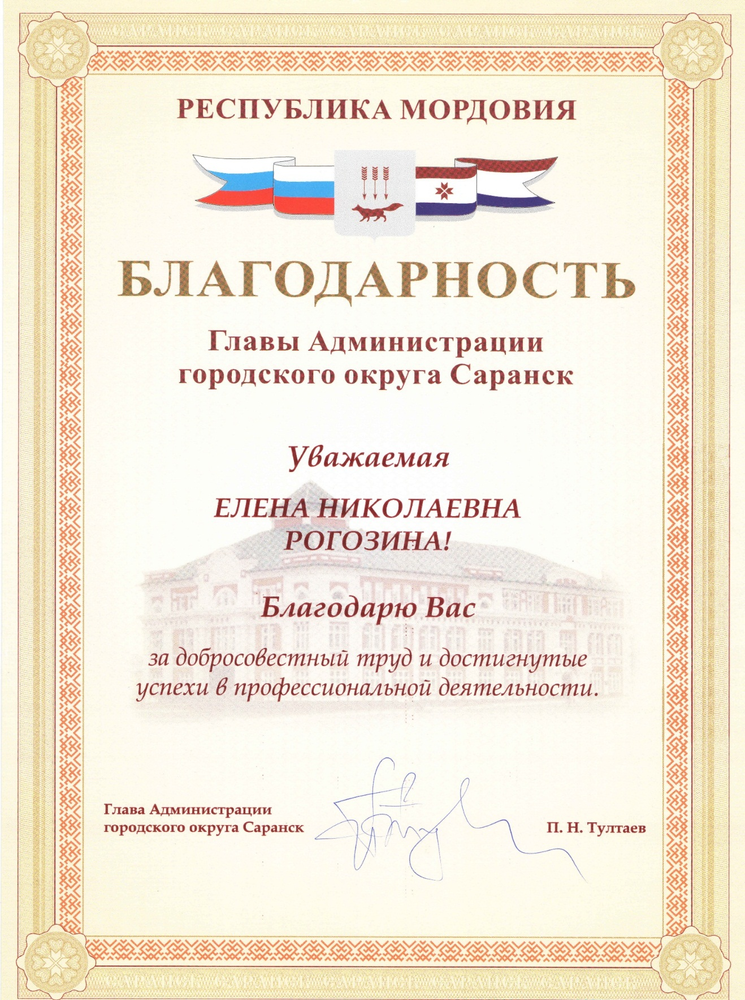 РЕСПУБЛИКА МОРДОВИЯ
БЛАГОДАРНОСТЬ
Главы Администрации
городского округа Саранск
Уважаемая
ЕЛЕНА НИКОЛАЕВНА
РОГОЗИНА!
Благодарю Вас
за добросовестный труд и достигнутые
успехи в профессиональной деятельности.
Глава Администрации
городского округа Саранск
П. Н. Тултаев